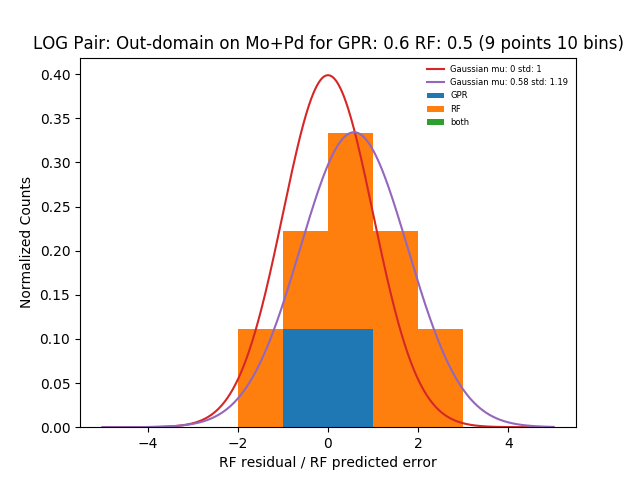 LOG Pair: Out-domain on Mo+Pd for GPR: 0.6 RF: 0.5 (9 points 10 bins)
Gaussian mu: 0 std: 1
Gaussian mu: 0.58 std: 1.19
GPR
RF
both
Normalized Counts
0.40
0.35
0.30
0.25
0.20
0.15
0.10
0.05
0.00
−4
−2
0
2
4
RF residual / RF predicted error